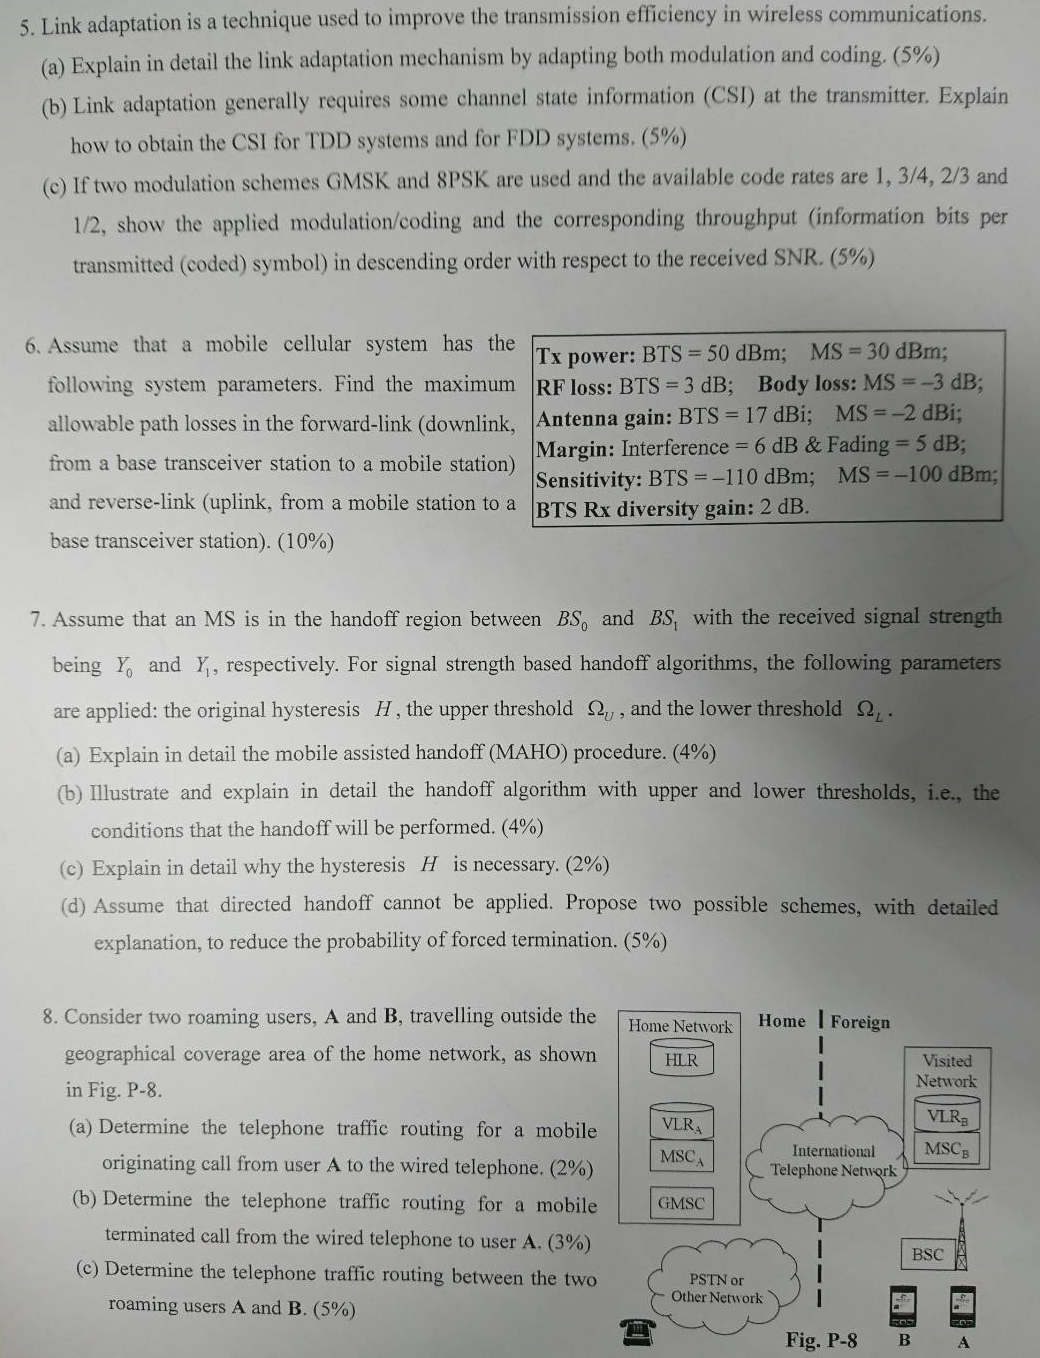 5. Link adaptation is a technique used to improve the transmission efficiency in wireless communications.
(a) Explain in detail the link adaptation mechanism by adapting both modulation and coding. (5%)
(b) Link adaptation generally requires some channel state information (CSI) at the transmitter. Explain
how to obtain the CSI for TDD systems and for FDD systems. (5%)
(c) If two modulation schemes GMSK and 8PSK are used and the available code rates are 1, 3/4, 2/3 and
1/2, show the applied modulation/coding and the corresponding throughput (information bits per
transmitted (coded) symbol) in descending order with respect to the received SNR. (5%)
6. Assume that a mobile cellular system has the
following system parameters. Find the maximum
allowable path losses in the forward-link (downlink,
from a base transceiver station to a mobile station)
and reverse-link (uplink, from a mobile station to a
base transceiver station). (10%)
Tx power: BTS = 50 dBm; MS = 30 dBm;
RF loss: BTS = 3 dB; Body loss: MS = –3 dB;
Antenna gain: BTS = 17 dBi; MS = –2 dBi;
Margin: Interference = 6 dB & Fading = 5 dB;
Sensitivity: BTS = –110 dBm; MS = –100 dBm;
BTS Rx diversity gain: 2 dB.
7. Assume that an MS is in the handoff region between BS₀ and BS₁ with the received signal strength
being Y₀ and Y₁, respectively. For signal strength based handoff algorithms, the following parameters
are applied: the original hysteresis H, the upper threshold Ω_U, and the lower threshold Ω_L.
(a) Explain in detail the mobile assisted handoff (MAHO) procedure. (4%)
(b) Illustrate and explain in detail the handoff algorithm with upper and lower thresholds, i.e., the
conditions that the handoff will be performed. (4%)
(c) Explain in detail why the hysteresis H is necessary. (2%)
(d) Assume that directed handoff cannot be applied. Propose two possible schemes, with detailed
explanation, to reduce the probability of forced termination. (5%)
8. Consider two roaming users, A and B, travelling outside the
geographical coverage area of the home network, as shown
in Fig. P-8.
(a) Determine the telephone traffic routing for a mobile
originating call from user A to the wired telephone. (2%)
(b) Determine the telephone traffic routing for a mobile
terminated call from the wired telephone to user A. (3%)
(c) Determine the telephone traffic routing between the two
roaming users A and B. (5%)
Home Network
HLR
VLR_A
MSC_A
GMSC
Home | Foreign
Visited
Network
VLR_B
MSC_B
International
Telephone Network
BSC
PSTN or
Other Network
Fig. P-8
B
A